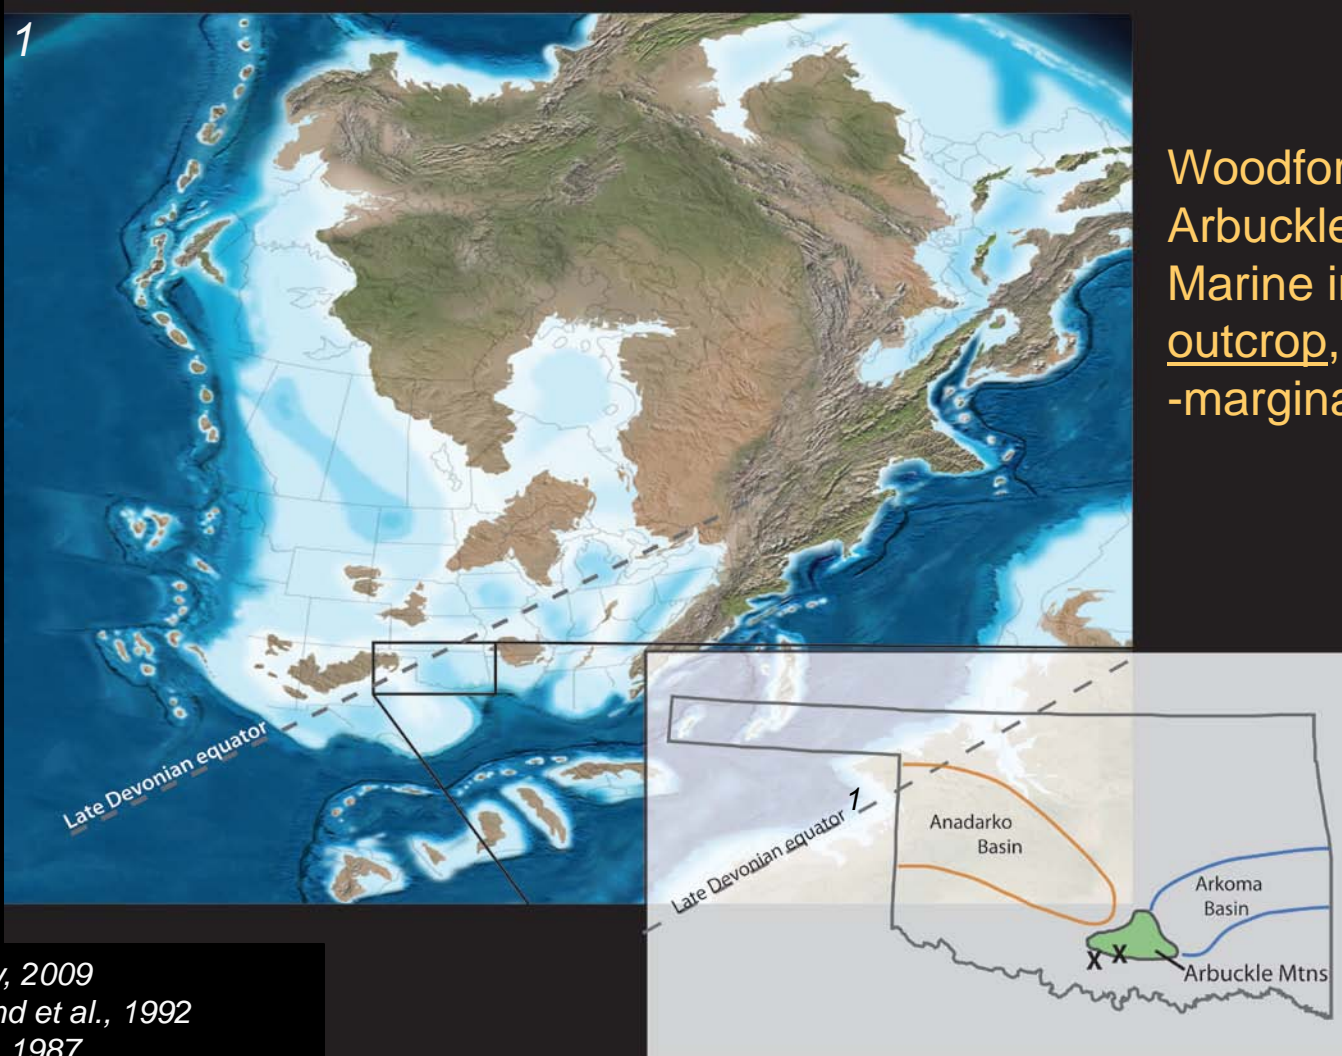 1
Woodfor
Arbuckle
Marine i
outcrop,
-margina
Late Devonian equator
Late Devonian equator 1
Anadarko
Basin
Arkoma
Basin
X X
Arbuckle Mtns
, 2009
nd et al., 1992
1987